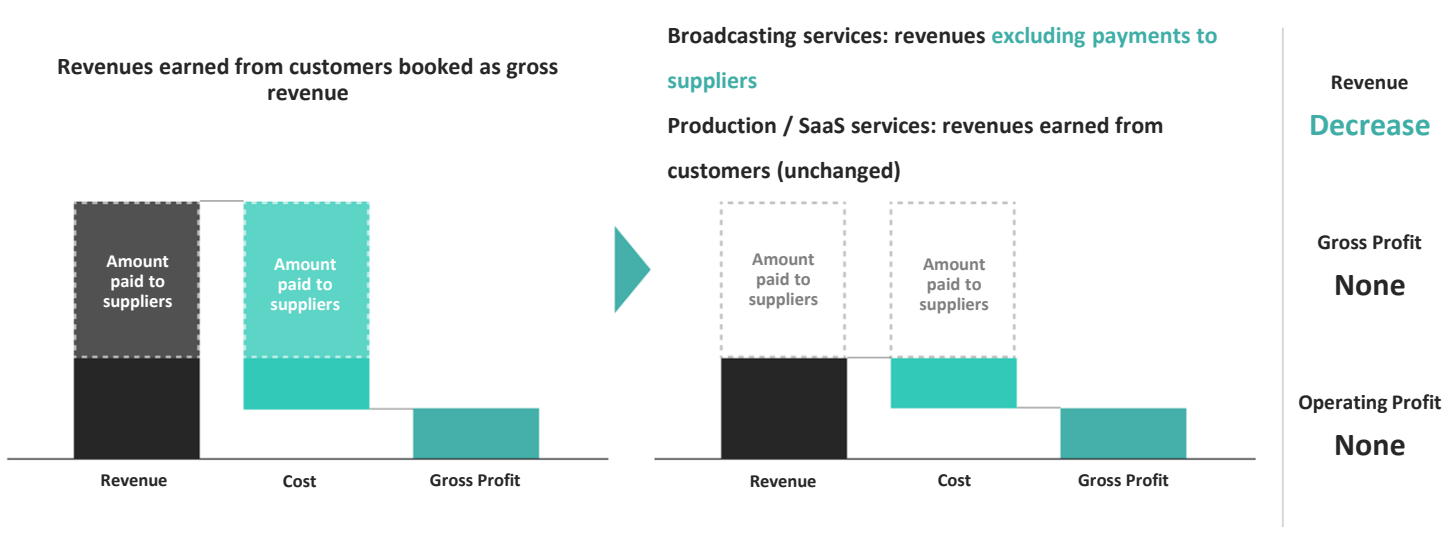 Revenues earned from customers booked as gross
revenue
Amount
paid to
suppliers
Amount
paid to
suppliers
Revenue
Cost
Gross Profit
Broadcasting services: revenues excluding payments to
suppliers
Production / SaaS services: revenues earned from
customers (unchanged)
Amount
paid to
suppliers
Amount
paid to
suppliers
Revenue
Cost
Gross Profit
Revenue
Decrease
Gross Profit
None
Operating Profit
None